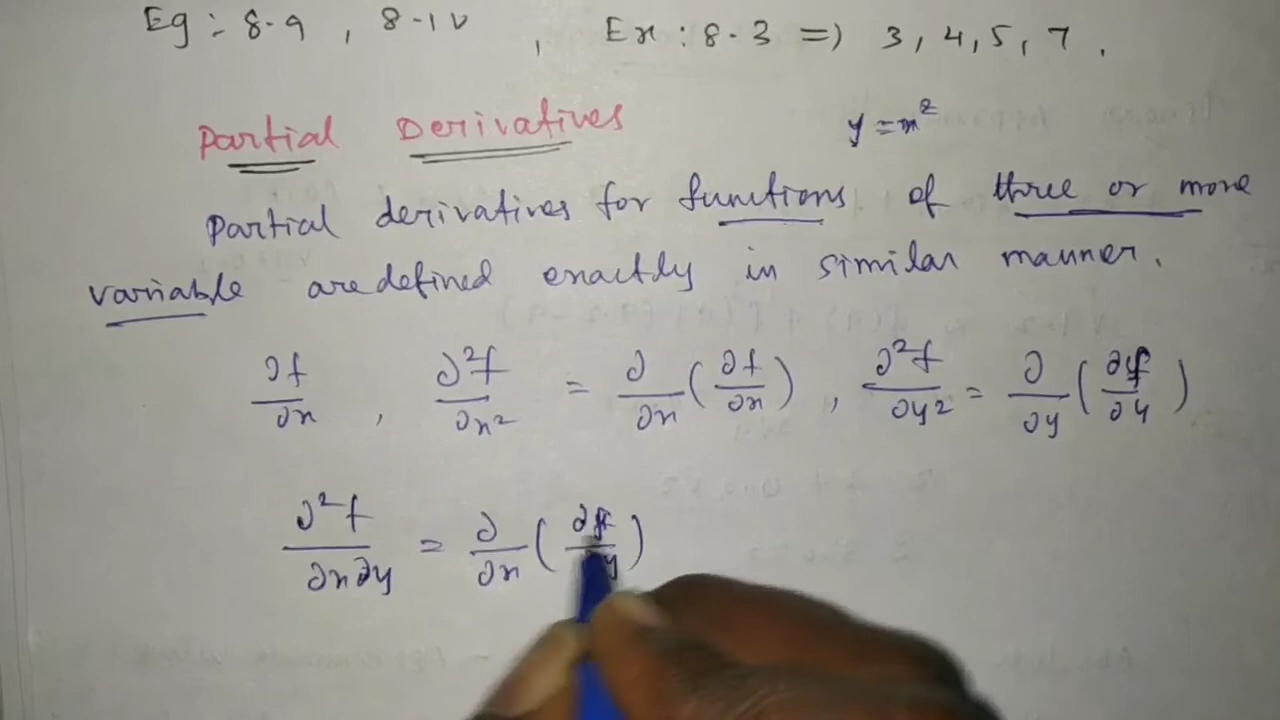 Eg: 8.9, 8.10, Ex: 8.3 => 3, 4, 5, 7.
Partial Derivatives
y = x²
Partial derivatives for functions of three or more
variable are defined exactly in similar manner.
∂f/∂x, ∂²f/∂x² = ∂/∂x (∂f/∂x), ∂²f/∂y² = ∂/∂y (∂f/∂y)
∂²f/∂x∂y = ∂/∂x (∂f/∂y)